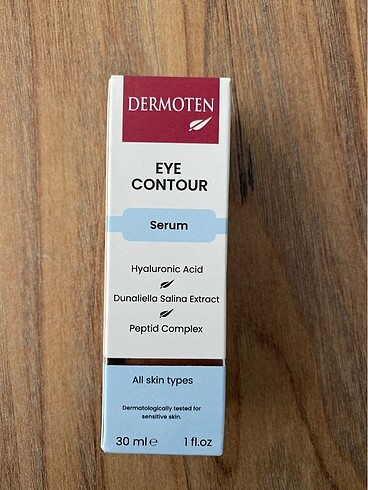 DERMOTEN
EYE
CONTOUR
Serum
Hyaluronic Acid
Dunaliella Salina Extract
Peptid Complex
All skin types
Dermatologically tested for
sensitive skin.
30 ml ℮ 1 fl.oz